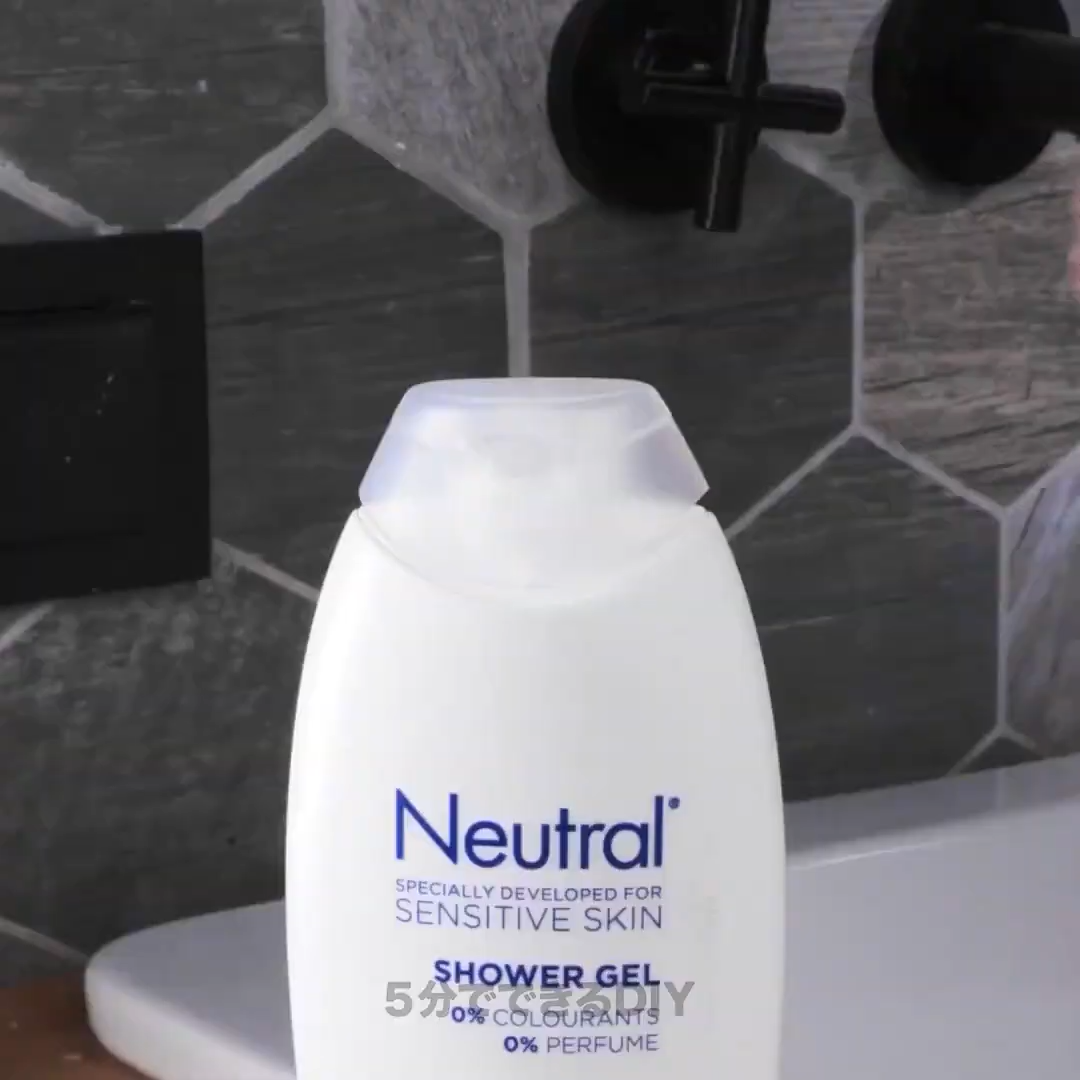 Neutral®
SPECIALLY DEVELOPED FOR
SENSITIVE SKIN
SHOWER GEL
5分でできるDIY
0% COLOURANTS
0% PERFUME